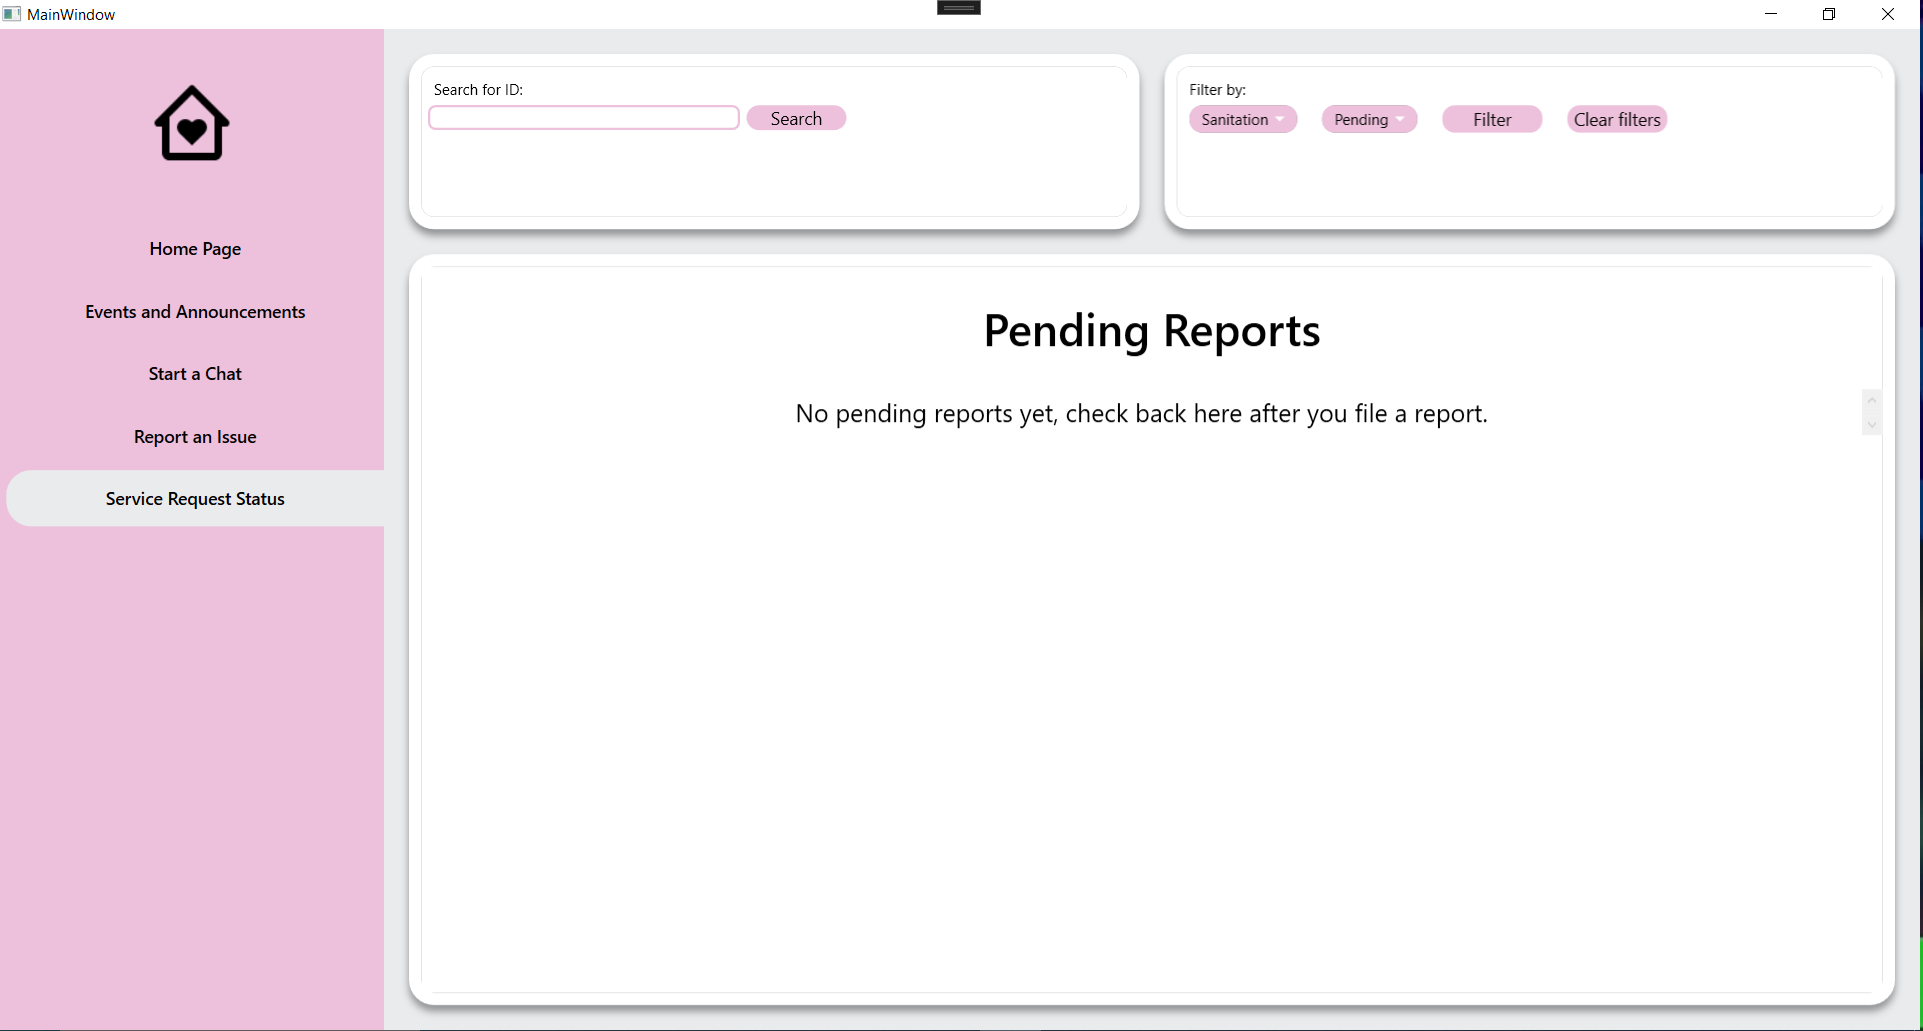 MainWindow
Home Page
Events and Announcements
Start a Chat
Report an Issue
Service Request Status
Search for ID:
Search
Filter by:
Sanitation
Pending
Filter
Clear filters
Pending Reports
No pending reports yet, check back here after you file a report.